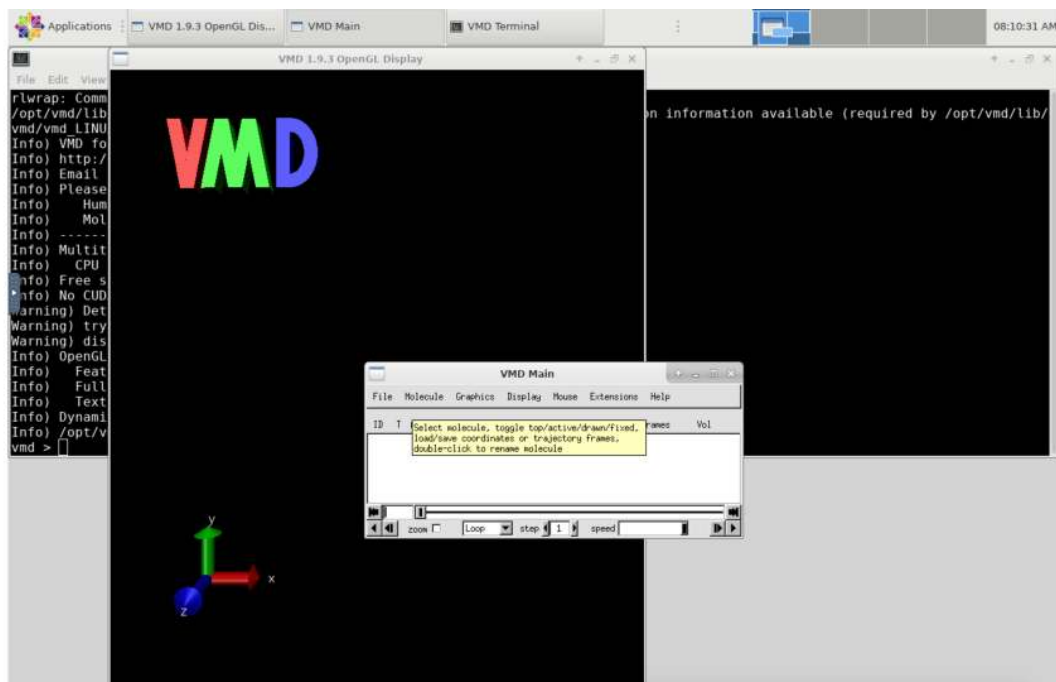 Applications
VMD 1.9.3 OpenGL Dis...
VMD Main
VMD Terminal
08:10:31 AM
VMD 1.9.3 OpenGL Display
File Edit View
rlwrap: Comm
/opt/vmd/lib
on information available (required by /opt/vmd/lib/
vmd/vmd_LINU
Info) VMD fo
Info) http:/
Info) Email
Info) Please
Info) Hum
Info) Mol
Info) ------
Info) Multit
Info) CPU
nfo) Free s
nfo) No CUD
arning) Det
Warning) try
Warning) dis
Info) OpenGL
Info) Feat
Info) Full
Info) Text
Info) Dynami
Info) /opt/v
vmd >
VMD
y
x
z
VMD Main
File Molecule Graphics Display Mouse Extensions Help
ID T rames Vol
Select molecule, toggle top/active/drawn/fixed,
load/save coordinates or trajectory frames,
double-click to rename molecule
zoom Loop step 1 speed